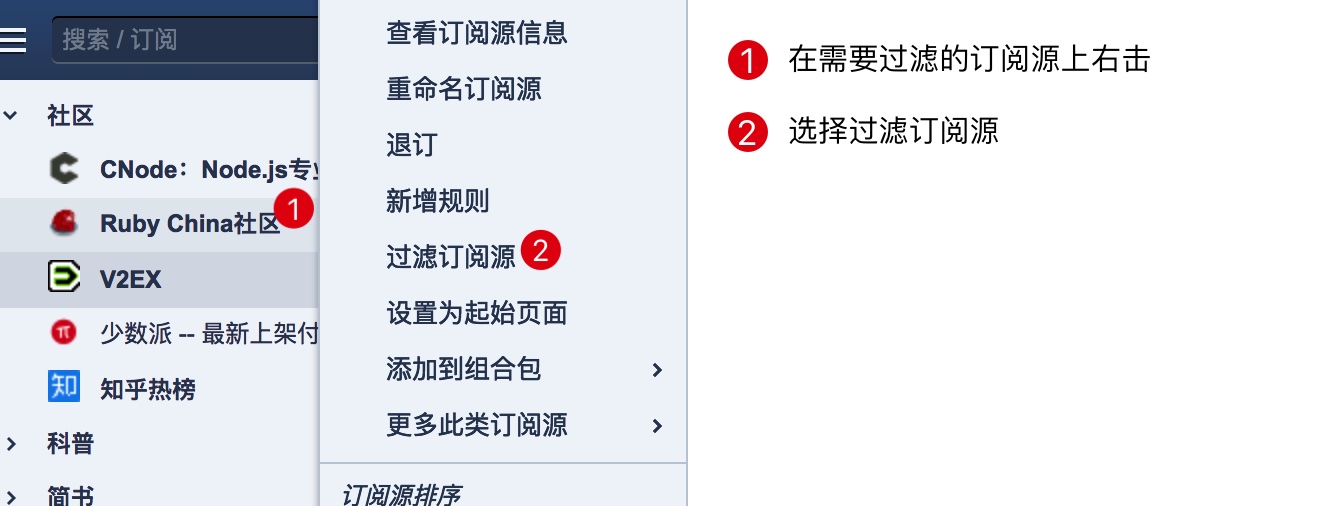 搜索 / 订阅
社区
CNode：Node.js专业
Ruby China社区
1
V2EX
少数派 -- 最新上架付
知乎热榜
科普
简书
查看订阅源信息
重命名订阅源
退订
新增规则
过滤订阅源
2
设置为起始页面
添加到组合包
更多此类订阅源
订阅源排序
1 在需要过滤的订阅源上右击
2 选择过滤订阅源